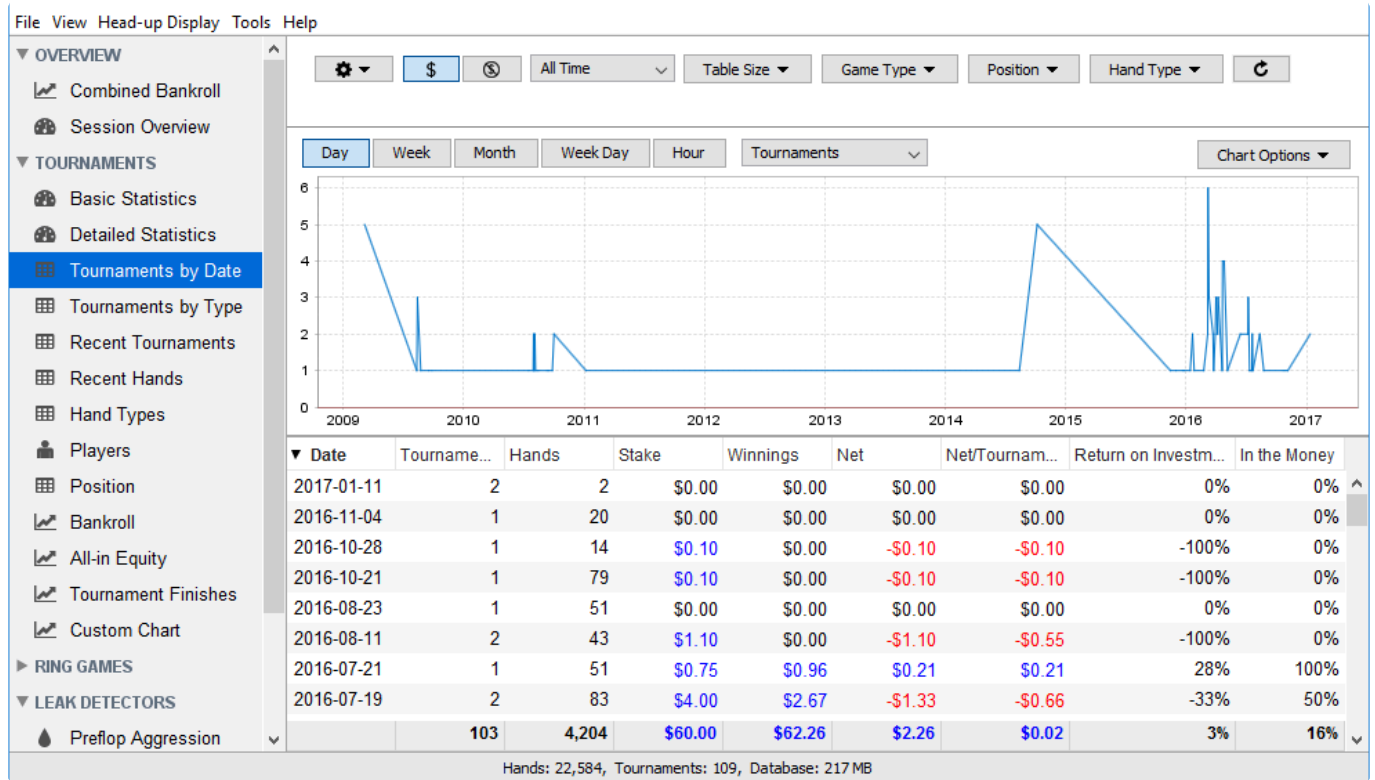 File View Head-up Display Tools Help
▼ OVERVIEW
Combined Bankroll
Session Overview
▼ TOURNAMENTS
Basic Statistics
Detailed Statistics
Tournaments by Date
Tournaments by Type
Recent Tournaments
Recent Hands
Hand Types
Players
Position
Bankroll
All-in Equity
Tournament Finishes
Custom Chart
▶ RING GAMES
▼ LEAK DETECTORS
Preflop Aggression
$ All Time Table Size ▼ Game Type ▼ Position ▼ Hand Type ▼
Day Week Month Week Day Hour Tournaments Chart Options ▼
6
5
4
3
2
1
0
2009 2010 2011 2012 2013 2014 2015 2016 2017
▼ Date Tourname... Hands Stake Winnings Net Net/Tournam... Return on Investm... In the Money
2017-01-11 2 2 $0.00 $0.00 $0.00 $0.00 0% 0%
2016-11-04 1 20 $0.00 $0.00 $0.00 $0.00 0% 0%
2016-10-28 1 14 $0.10 $0.00 -$0.10 -$0.10 -100% 0%
2016-10-21 1 79 $0.10 $0.00 -$0.10 -$0.10 -100% 0%
2016-08-23 1 51 $0.00 $0.00 $0.00 $0.00 0% 0%
2016-08-11 2 43 $1.10 $0.00 -$1.10 -$0.55 -100% 0%
2016-07-21 1 51 $0.75 $0.96 $0.21 $0.21 28% 100%
2016-07-19 2 83 $4.00 $2.67 -$1.33 -$0.66 -33% 50%
103 4,204 $60.00 $62.26 $2.26 $0.02 3% 16%
Hands: 22,584, Tournaments: 109, Database: 217 MB